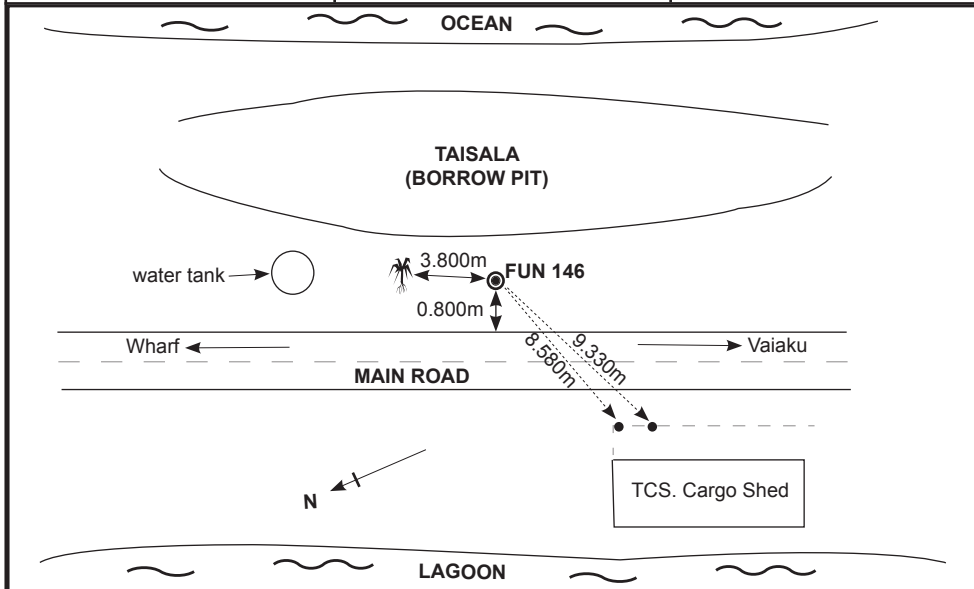 OCEAN
TAISALA
(BORROW PIT)
water tank
3.800m
FUN 146
0.800m
Wharf
8.580m
9.330m
Vaiaku
MAIN ROAD
N
TCS. Cargo Shed
LAGOON